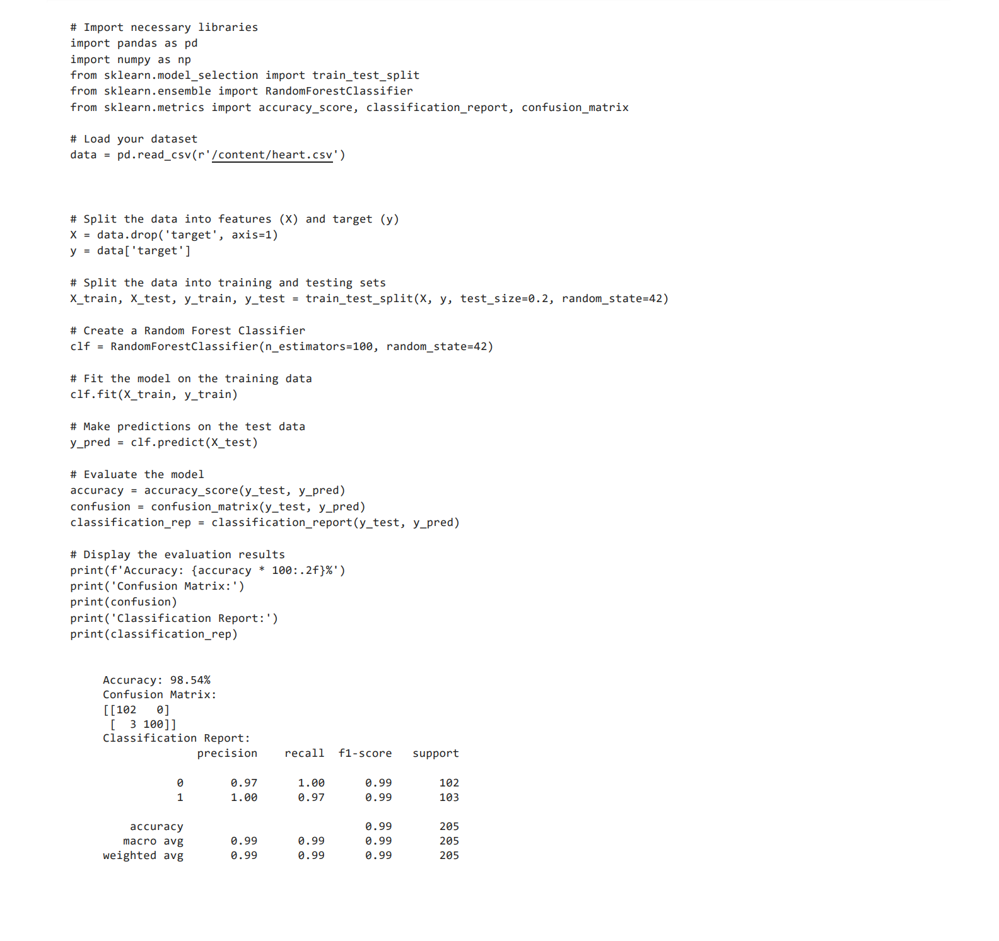 # Import necessary libraries
import pandas as pd
import numpy as np
from sklearn.model_selection import train_test_split
from sklearn.ensemble import RandomForestClassifier
from sklearn.metrics import accuracy_score, classification_report, confusion_matrix
# Load your dataset
data = pd.read_csv(r'/content/heart.csv')
# Split the data into features (X) and target (y)
X = data.drop('target', axis=1)
y = data['target']
# Split the data into training and testing sets
X_train, X_test, y_train, y_test = train_test_split(X, y, test_size=0.2, random_state=42)
# Create a Random Forest Classifier
clf = RandomForestClassifier(n_estimators=100, random_state=42)
# Fit the model on the training data
clf.fit(X_train, y_train)
# Make predictions on the test data
y_pred = clf.predict(X_test)
# Evaluate the model
accuracy = accuracy_score(y_test, y_pred)
confusion = confusion_matrix(y_test, y_pred)
classification_rep = classification_report(y_test, y_pred)
# Display the evaluation results
print(f'Accuracy: {accuracy * 100:.2f}%')
print('Confusion Matrix:')
print(confusion)
print('Classification Report:')
print(classification_rep)
Accuracy: 98.54%
Confusion Matrix:
[[102   0]
 [  3 100]]
Classification Report:
              precision    recall  f1-score   support
           0       0.97      1.00      0.99       102
           1       1.00      0.97      0.99       103
    accuracy                           0.99       205
   macro avg       0.99      0.99      0.99       205
weighted avg       0.99      0.99      0.99       205